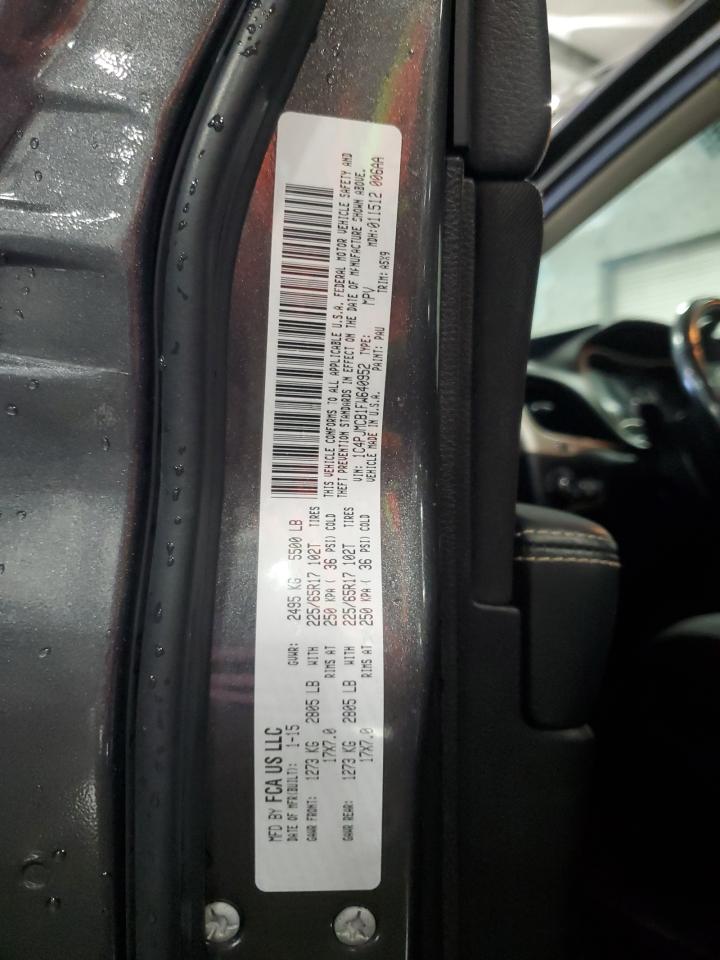 MFD BY FCA US LLC
DATE OF MFR(BUILT): 1-15 GVWR: 2495 KG 5500 LB
GAWR FRONT: 1273 KG 2805 LB WITH 225/65R17 102T TIRES
17X7.0 RIMS AT 250 KPA ( 36 PSI) COLD
GAWR REAR: 1273 KG 2805 LB WITH 225/65R17 102T TIRES
17X7.0 RIMS AT 250 KPA ( 36 PSI) COLD
THIS VEHICLE CONFORMS TO ALL APPLICABLE U.S.A. FEDERAL MOTOR VEHICLE SAFETY AND
THEFT PREVENTION STANDARDS IN EFFECT ON THE DATE OF MANUFACTURE SHOWN ABOVE.
VIN: 1C4PJMCB1FW640952 TYPE: MPV MDH:011512 006AA
VEHICLE MADE IN U.S.A. PAINT: PAU TRIM: A5X9